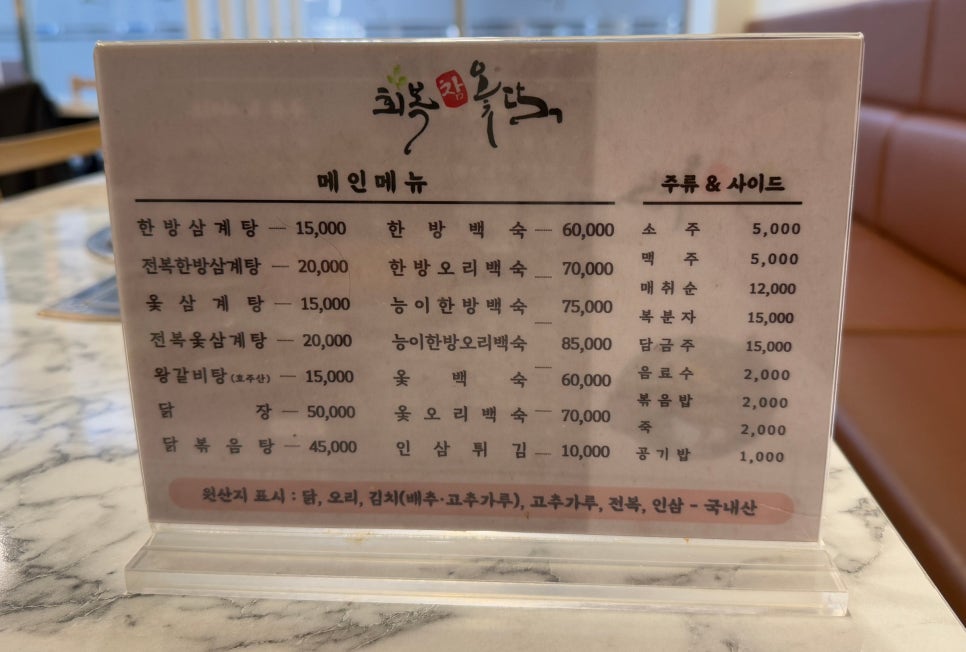 회복 참 옻닭
메인메뉴
한방삼계탕 — 15,000
전복한방삼계탕 — 20,000
옻삼계탕 — 15,000
전복옻삼계탕 — 20,000
왕갈비탕(호주산) — 15,000
닭장 — 50,000
닭볶음탕 — 45,000
한방백숙 — 60,000
한방오리백숙 — 70,000
능이한방백숙 — 75,000
능이한방오리백숙 — 85,000
옻백숙 — 60,000
옻오리백숙 — 70,000
인삼튀김 — 10,000
주류 & 사이드
소주 5,000
맥주 5,000
매취순 12,000
복분자 15,000
담금주 15,000
음료수 2,000
볶음밥 2,000
죽 2,000
공기밥 1,000
원산지 표시 : 닭, 오리, 김치(배추·고추가루), 고추가루, 전복, 인삼 - 국내산